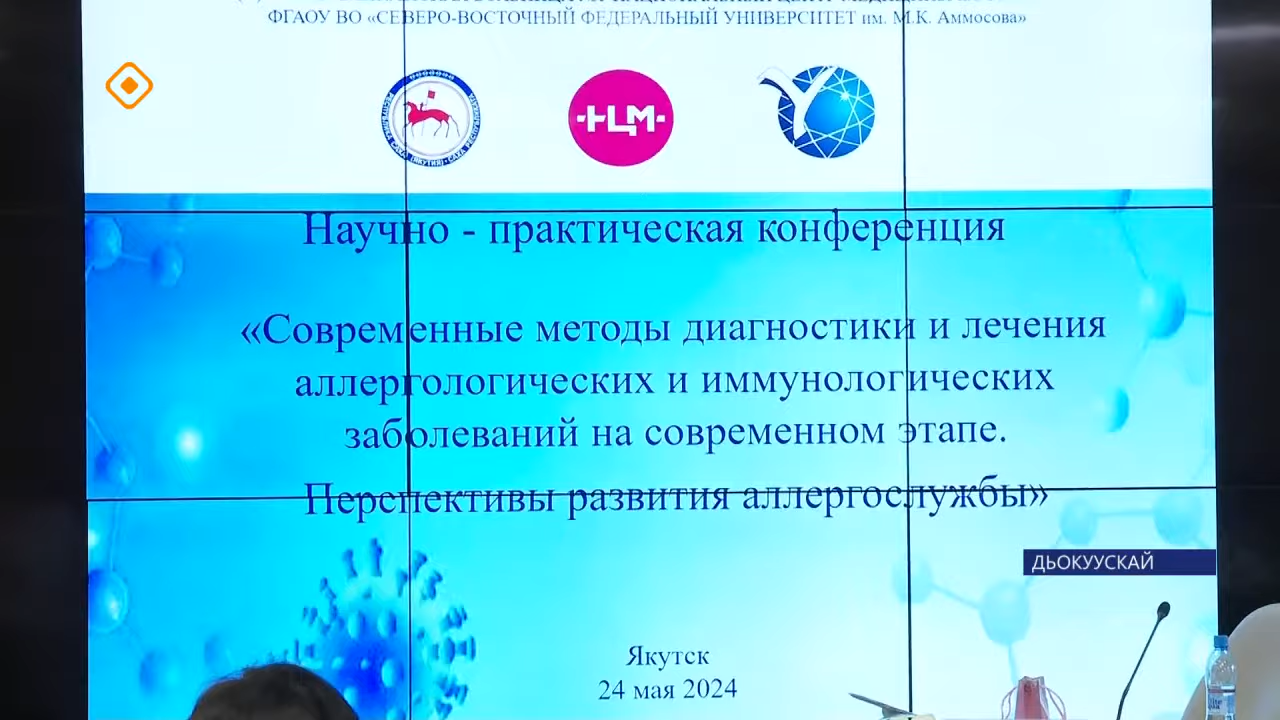 ФГАОУ ВО «СЕВЕРО-ВОСТОЧНЫЙ ФЕДЕРАЛЬНЫЙ УНИВЕРСИТЕТ им. М.К. Аммосова»
НЦМ
Научно - практическая конференция
«Современные методы диагностики и лечения
аллергологических и иммунологических
заболеваний на современном этапе.
Перспективы развития аллергослужбы»
ДЬОКУУСКАЙ
Якутск
24 мая 2024